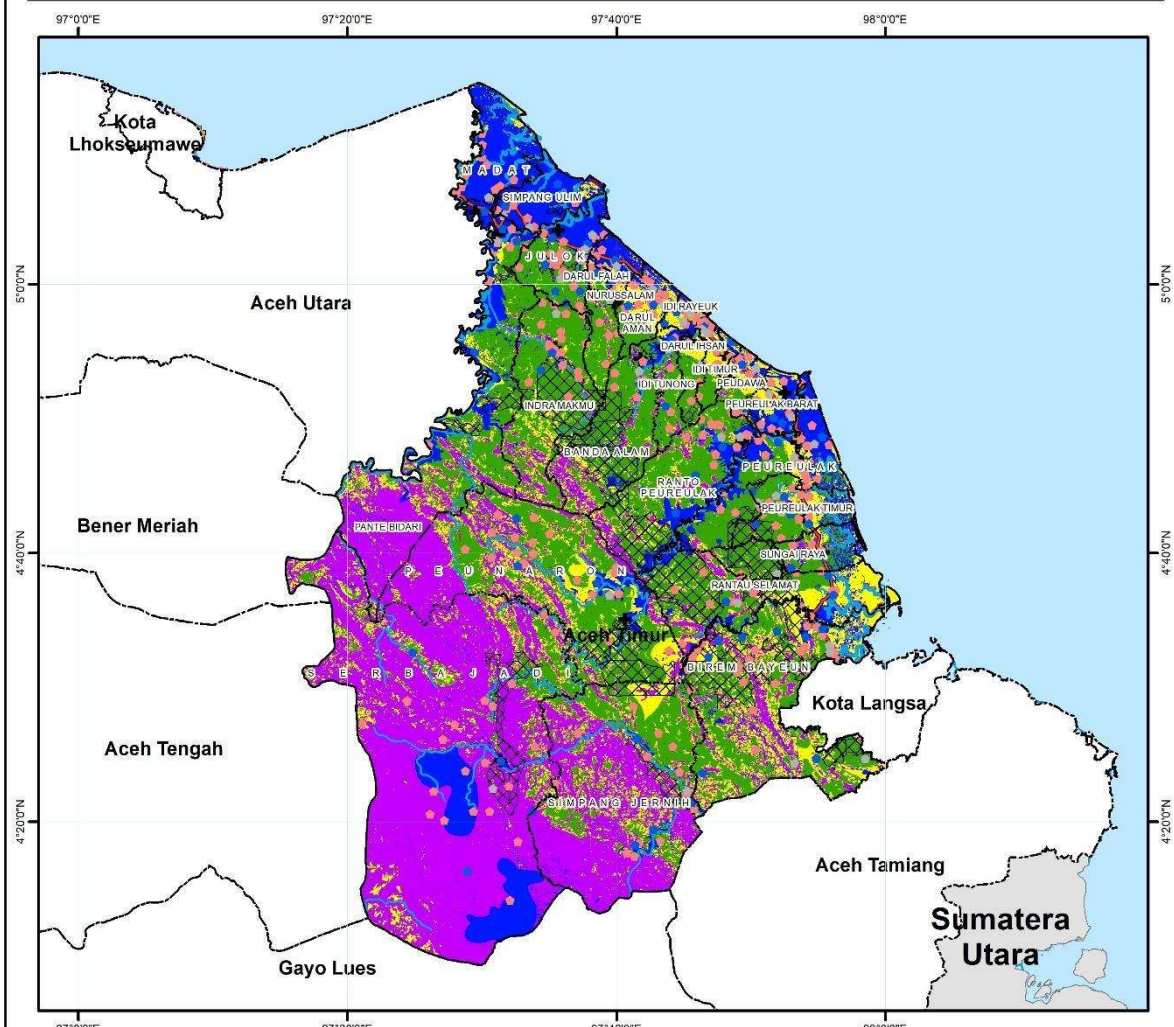 97°0'0"E
97°20'0"E
97°40'0"E
98°0'0"E
Kota
Lhokseumawe
MADAT
SIMPANG ULIM
JULOK
DARUL FALAH
5°0'0"N
5°0'0"N
NURUSSALAM
IDI RAYEUK
Aceh Utara
DARUL
AMAN
DARUL IHSAN
IDI TIMUR
IDI TUNONG
PEUDAWA
INDRA MAKMU
PEUREULAK BARAT
BANDA ALAM
PEUREULAK
RANTO
PEUREULAK
PEUREULAK TIMUR
Bener Meriah
PANTE BIDARI
4°40'0"N
4°40'0"N
SUNGAI RAYA
PEUNARON
RANTAU SELAMAT
Aceh Timur
BIREM BAYEUN
SERBAJADI
Kota Langsa
Aceh Tengah
SIMPANG JERNIH
4°20'0"N
4°20'0"N
Aceh Tamiang
Sumatera
Utara
Gayo Lues